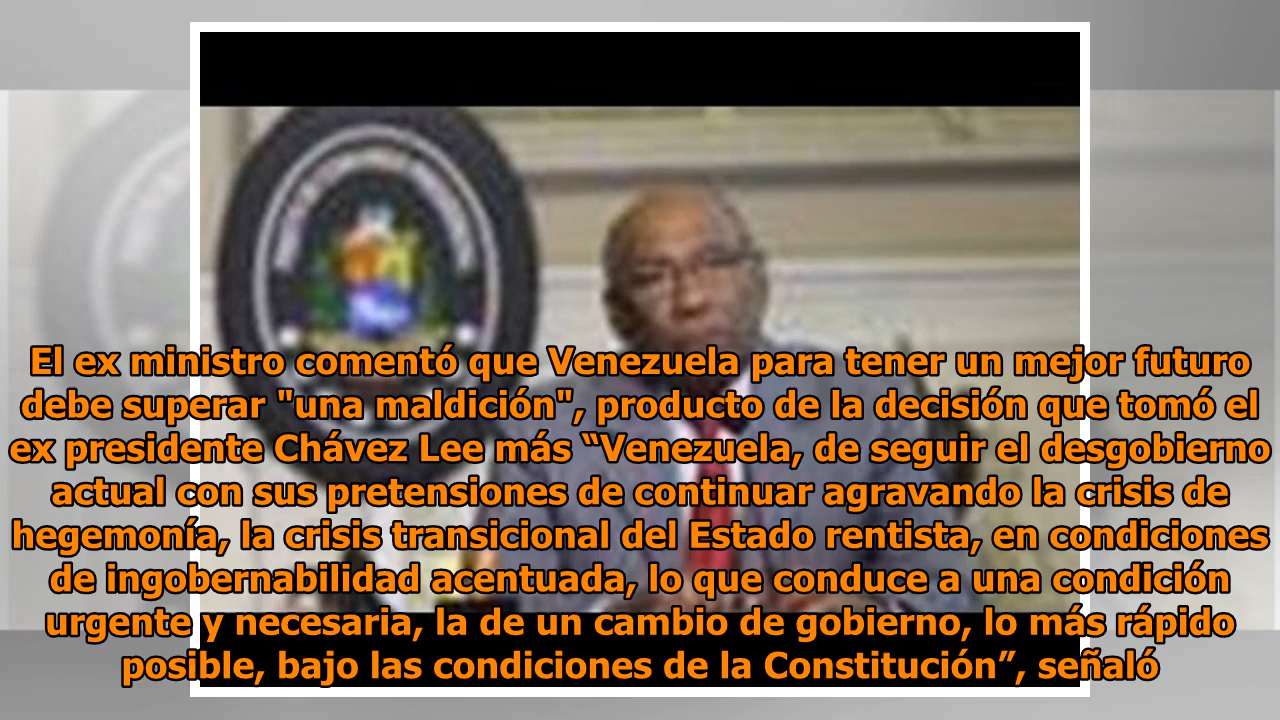 El ex ministro comentó que Venezuela para tener un mejor futuro
debe superar "una maldición", producto de la decisión que tomó el
ex presidente Chávez Lee más “Venezuela, de seguir el desgobierno
actual con sus pretensiones de continuar agravando la crisis de
hegemonía, la crisis transicional del Estado rentista, en condiciones
de ingobernabilidad acentuada, lo que conduce a una condición
urgente y necesaria, la de un cambio de gobierno, lo más rápido
posible, bajo las condiciones de la Constitución”, señaló